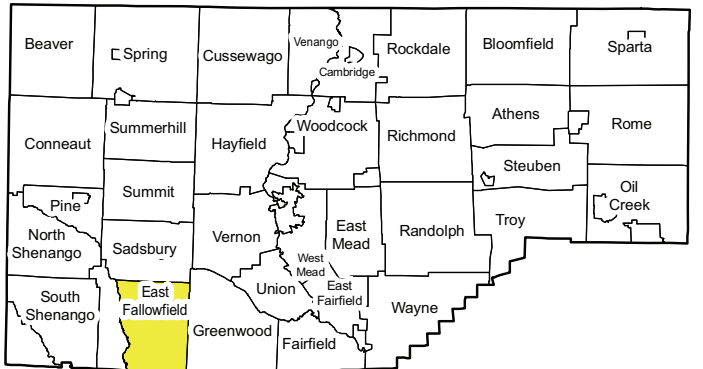 Beaver
Spring
Cussewago
Venango
Cambridge
Rockdale
Bloomfield
Sparta
Conneaut
Summerhill
Hayfield
Woodcock
Richmond
Athens
Rome
Steuben
Pine
Summit
Oil
Creek
North
Shenango
Sadsbury
Vernon
East
Mead
Randolph
Troy
West
Mead
South
Shenango
East
Fallowfield
Union
East
Fairfield
Wayne
Greenwood
Fairfield